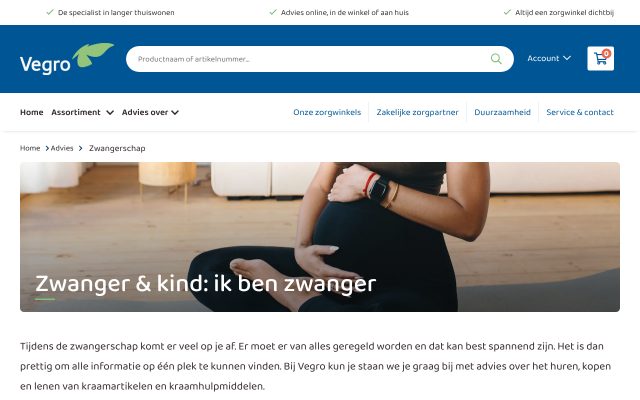 De specialist in langer thuiswonen
Advies online, in de winkel of aan huis
Altijd een zorgwinkel dichtbij
Vegro
Productnaam of artikelnummer...
Account
0
Home
Assortiment
Advies over
Onze zorgwinkels
Zakelijke zorgpartner
Duurzaamheid
Service & contact
Home > Advies > Zwangerschap
Zwanger & kind: ik ben zwanger
Tijdens de zwangerschap komt er veel op je af. Er moet er van alles geregeld worden en dat kan best spannend zijn. Het is dan
prettig om alle informatie op één plek te kunnen vinden. Bij Vegro kun je staan we je graag bij met advies over het huren, kopen
en lenen van kraamartikelen en kraamhulpmiddelen.